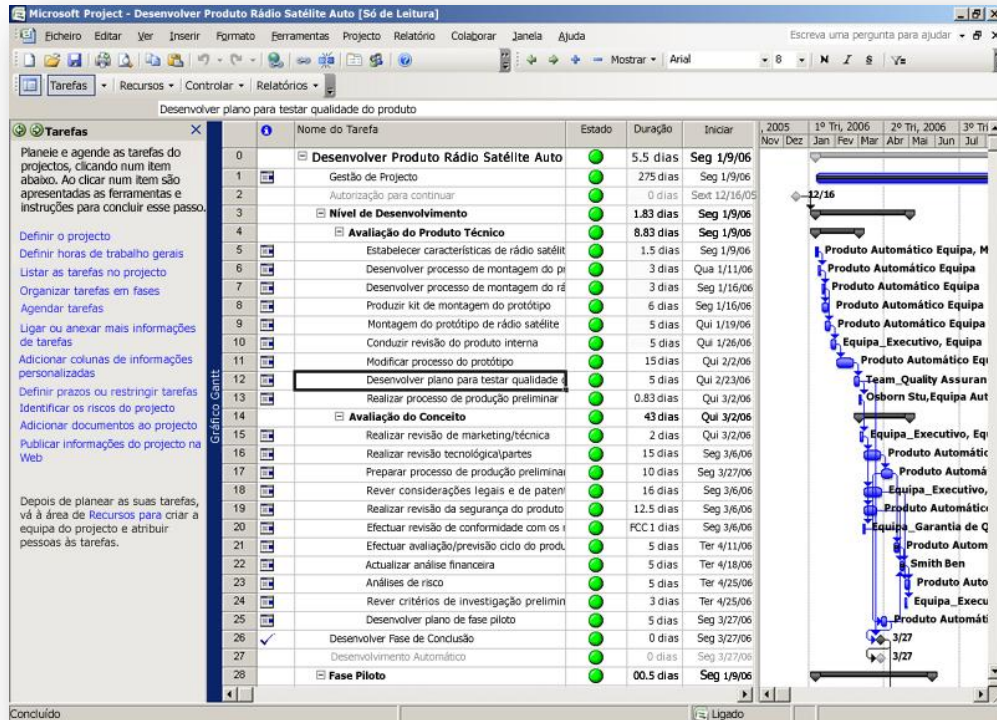 Microsoft Project - Desenvolver Produto Rádio Satélite Auto [Só de Leitura]
Ficheiro Editar Ver Inserir Formato Ferramentas Projecto Relatório Colaborar Janela Ajuda Escreva uma pergunta para ajudar
Mostrar Arial 8 N I S
Tarefas Recursos Controlar Relatórios
Desenvolver plano para testar qualidade do produto
Tarefas
Planeie e agende as tarefas do
projectos, clicando num item
abaixo. Ao clicar num item são
apresentadas as ferramentas e
instruções para concluir esse passo.
Definir o projecto
Definir horas de trabalho gerais
Listar as tarefas no projecto
Organizar tarefas em fases
Agendar tarefas
Ligar ou anexar mais informações
de tarefas
Adicionar colunas de informações
personalizadas
Definir prazos ou restringir tarefas
Identificar os riscos do projecto
Adicionar documentos ao projecto
Publicar informações do projecto na
Web
Depois de planear as suas tarefas,
vá à área de Recursos para criar a
equipa do projecto e atribuir
pessoas às tarefas.
Gráfico Gantt
Nome do Tarefa Estado Duração Iniciar
, 2005 1º Tri, 2006 2º Tri, 2006 3º Tri
Nov Dez Jan Fev Mar Abr Mai Jun Jul
0 Desenvolver Produto Rádio Satélite Auto 5.5 dias Seg 1/9/06
1 Gestão de Projecto 275 dias Seg 1/9/06
2 Autorização para continuar 0 dias Sext 12/16/05 12/16
3 Nível de Desenvolvimento 1.83 dias Seg 1/9/06
4 Avaliação do Produto Técnico 8.83 dias Seg 1/9/06
5 Estabelecer características de rádio satélit 1.5 dias Seg 1/9/06 Produto Automático Equipa, M
6 Desenvolver processo de montagem do pr 3 dias Qua 1/11/06 Produto Automático Equipa
7 Desenvolver processo de montagem do rá 3 dias Seg 1/16/06 Produto Automático Equipa
8 Produzir kit de montagem do protótipo 6 dias Seg 1/16/06 Produto Automático Equipa
9 Montagem do protótipo de rádio satélite 5 dias Qui 1/19/06 Produto Automático Equipa
10 Conduzir revisão do produto interna 5 dias Qui 1/26/06 Equipa_Executivo, Equipa
11 Modificar processo do protótipo 15 dias Qui 2/2/06 Produto Automático Equ
12 Desenvolver plano para testar qualidade 5 dias Qui 2/23/06 Team_Quality Assuran
13 Realizar processo de produção preliminar 0.83 dias Qui 3/2/06 Osborn Stu,Equipa Aut
14 Avaliação do Conceito 43 dias Qui 3/2/06
15 Realizar revisão de marketing/técnica 2 dias Qui 3/2/06 Equipa_Executivo, Equ
16 Realizar revisão tecnológica\partes 15 dias Seg 3/6/06 Produto Automátic
17 Preparar processo de produção preliminar 10 dias Seg 3/27/06 Produto Automá
18 Rever considerações legais e de patent 16 dias Seg 3/6/06 Equipa_Executivo,
19 Realizar revisão da segurança do produto 12.5 dias Seg 3/6/06 Produto Automátic
20 Efectuar revisão de conformidade com os FCC 1 dias Seg 3/6/06 Equipa_Garantia de Q
21 Efectuar avaliação/previsão ciclo do produ 5 dias Ter 4/11/06 Produto Autom
22 Actualizar análise financeira 5 dias Ter 4/18/06 Smith Ben
23 Análises de risco 5 dias Ter 4/25/06 Produto Auto
24 Rever critérios de investigação prelimin 3 dias Ter 4/25/06 Equipa_Execu
25 Desenvolver plano de fase piloto 5 dias Seg 3/27/06 Produto Automáti
26 Desenvolver Fase de Conclusão 0 dias Seg 3/27/06 3/27
27 Desenvolvimento Automático 0 dias Seg 3/27/06 3/27
28 Fase Piloto 00.5 dias Seg 1/9/06
Concluído Ligado